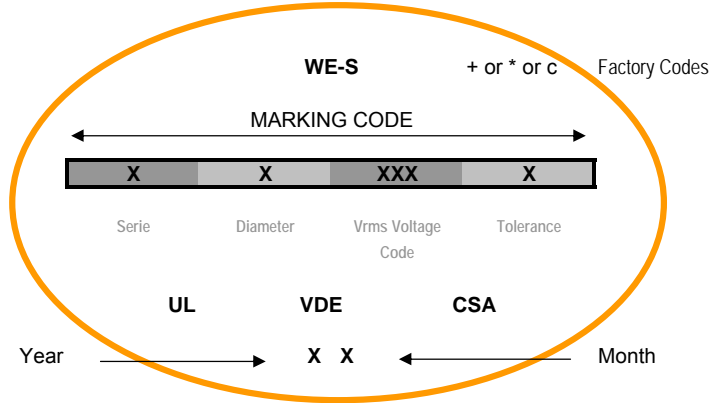 WE-S + or * or c Factory Codes
MARKING CODE
X X XXX X
Serie Diameter Vrms Voltage Tolerance
Code
UL VDE CSA
Year X X Month